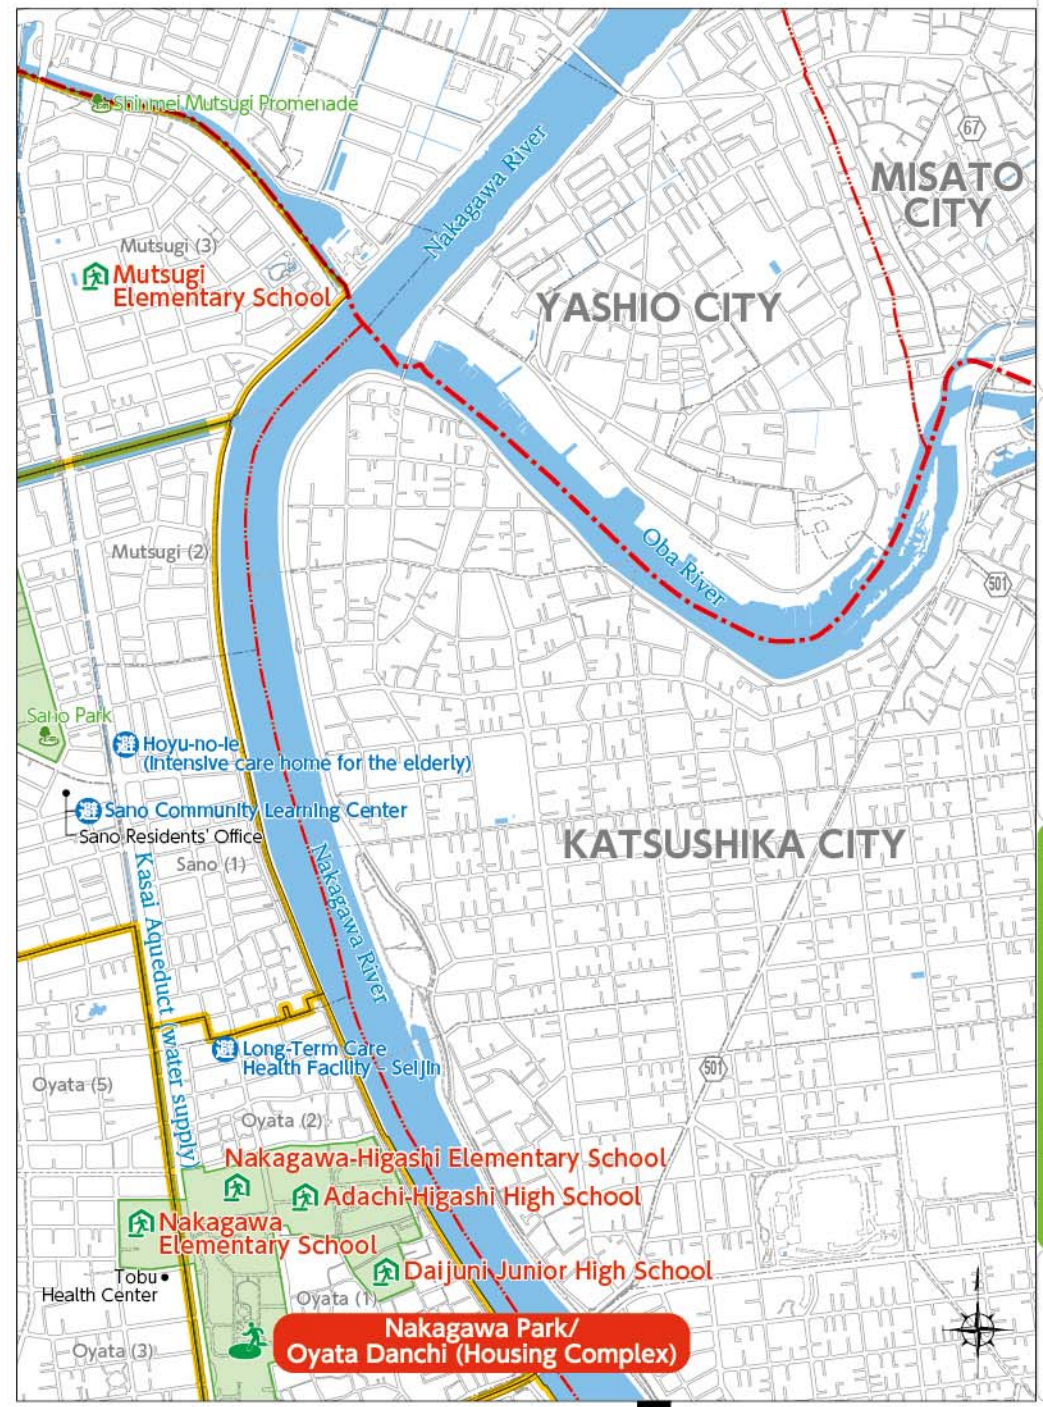 Shinmei Mutsugi Promenade
67
MISATO
CITY
Nakagawa River
Mutsugi (3)
Mutsugi
Elementary School
YASHIO CITY
Mutsugi (2)
Oba River
501
Sano Park
避 Hoyu-no-Ie
(Intensive care home for the elderly)
避 Sano Community Learning Center
Sano Residents' Office
KATSUSHIKA CITY
Sano (1)
Kasai Aqueduct (water supply)
Nakagawa River
避 Long-Term Care
Health Facility – Seijin
501
Oyata (5)
Oyata (2)
Nakagawa-Higashi Elementary School
Adachi-Higashi High School
Nakagawa
Elementary School
Daijuni Junior High School
Tobu
Health Center
Oyata (1)
Nakagawa Park/
Oyata Danchi (Housing Complex)
Oyata (3)